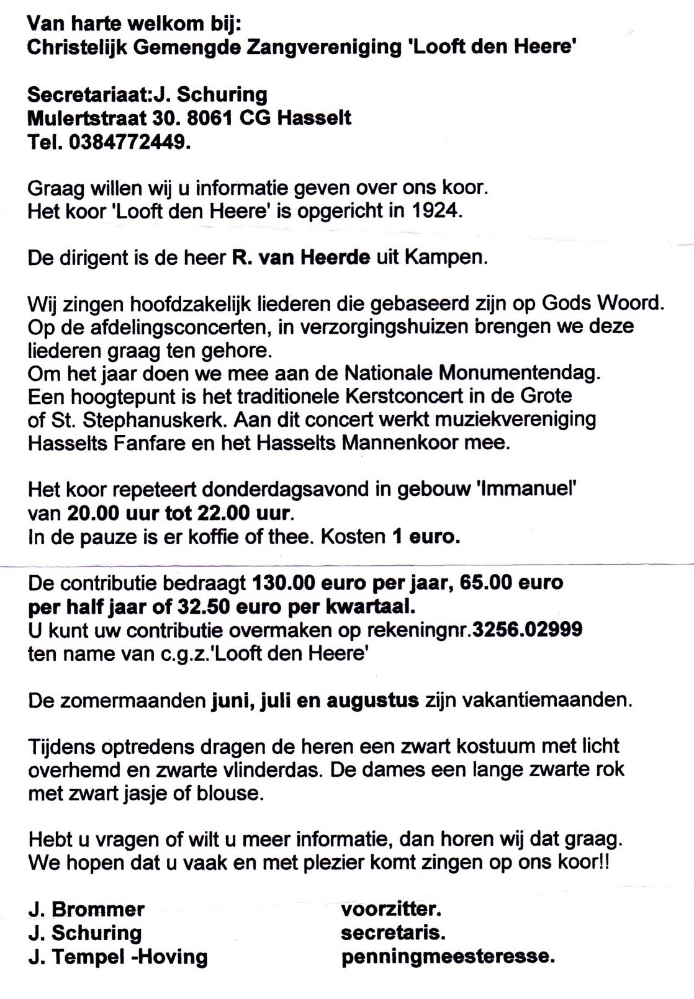 Van harte welkom bij:
Christelijk Gemengde Zangvereniging 'Looft den Heere'
Secretariaat:J. Schuring
Mulertstraat 30. 8061 CG Hasselt
Tel. 0384772449.
Graag willen wij u informatie geven over ons koor.
Het koor 'Looft den Heere' is opgericht in 1924.
De dirigent is de heer R. van Heerde uit Kampen.
Wij zingen hoofdzakelijk liederen die gebaseerd zijn op Gods Woord.
Op de afdelingsconcerten, in verzorgingshuizen brengen we deze
liederen graag ten gehore.
Om het jaar doen we mee aan de Nationale Monumentendag.
Een hoogtepunt is het traditionele Kerstconcert in de Grote
of St. Stephanuskerk. Aan dit concert werkt muziekvereniging
Hasselts Fanfare en het Hasselts Mannenkoor mee.
Het koor repeteert donderdagsavond in gebouw 'Immanuel'
van 20.00 uur tot 22.00 uur.
In de pauze is er koffie of thee. Kosten 1 euro.
De contributie bedraagt 130.00 euro per jaar, 65.00 euro
per half jaar of 32.50 euro per kwartaal.
U kunt uw contributie overmaken op rekeningnr.3256.02999
ten name van c.g.z.'Looft den Heere'
De zomermaanden juni, juli en augustus zijn vakantiemaanden.
Tijdens optredens dragen de heren een zwart kostuum met licht
overhemd en zwarte vlinderdas. De dames een lange zwarte rok
met zwart jasje of blouse.
Hebt u vragen of wilt u meer informatie, dan horen wij dat graag.
We hopen dat u vaak en met plezier komt zingen op ons koor!!
J. Brommer voorzitter.
J. Schuring secretaris.
J. Tempel -Hoving penningmeesteresse.